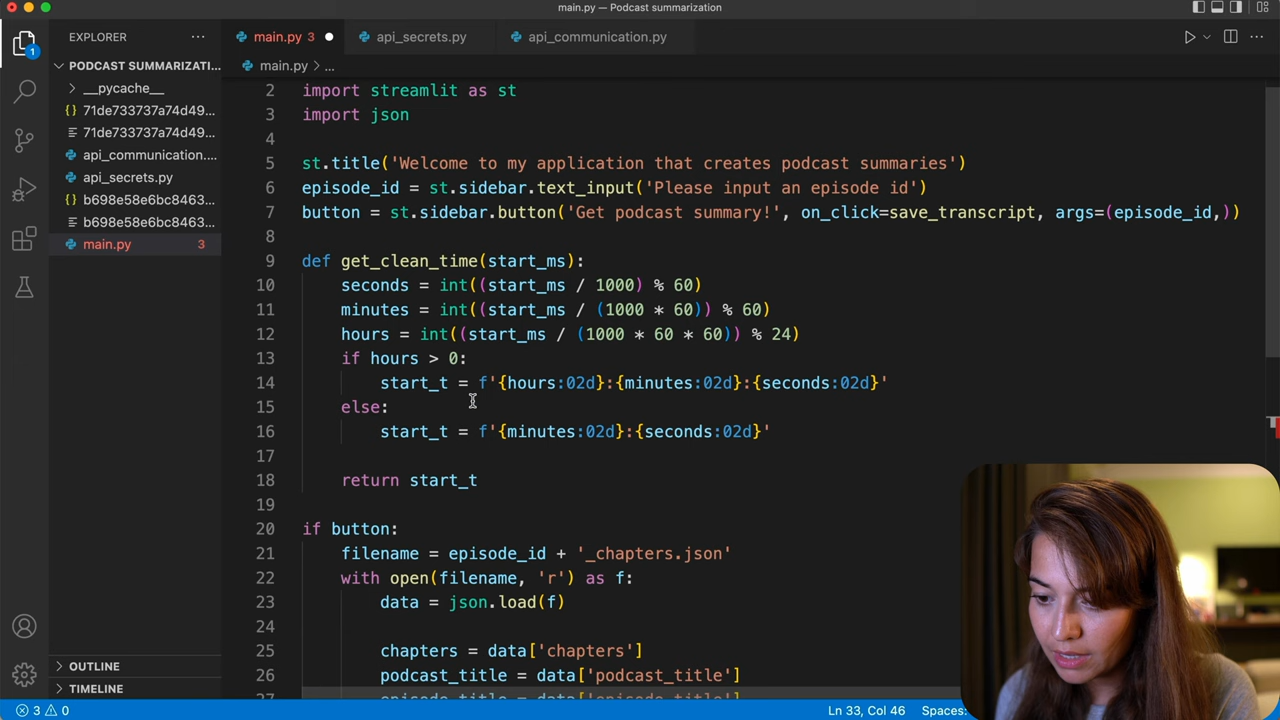 main.py — Podcast summarization
EXPLORER
main.py 3
api_secrets.py
api_communication.py
PODCAST SUMMARIZATI...
main.py > ...
__pycache__
71de733737a74d49...
71de733737a74d49...
api_communication....
api_secrets.py
b698e58e6bc8463...
b698e58e6bc8463...
main.py 3
1
2 import streamlit as st
3 import json
4
5 st.title('Welcome to my application that creates podcast summaries')
6 episode_id = st.sidebar.text_input('Please input an episode id')
7 button = st.sidebar.button('Get podcast summary!', on_click=save_transcript, args=(episode_id,))
8
9 def get_clean_time(start_ms):
10 seconds = int((start_ms / 1000) % 60)
11 minutes = int((start_ms / (1000 * 60)) % 60)
12 hours = int((start_ms / (1000 * 60 * 60)) % 24)
13 if hours > 0:
14 start_t = f'{hours:02d}:{minutes:02d}:{seconds:02d}'
15 else:
16 start_t = f'{minutes:02d}:{seconds:02d}'
17
18 return start_t
19
20 if button:
21 filename = episode_id + '_chapters.json'
22 with open(filename, 'r') as f:
23 data = json.load(f)
24
25 chapters = data['chapters']
26 podcast_title = data['podcast_title']
27 episode_title = data['episode_title']
OUTLINE
TIMELINE
3 0
Ln 33, Col 46
Spaces: